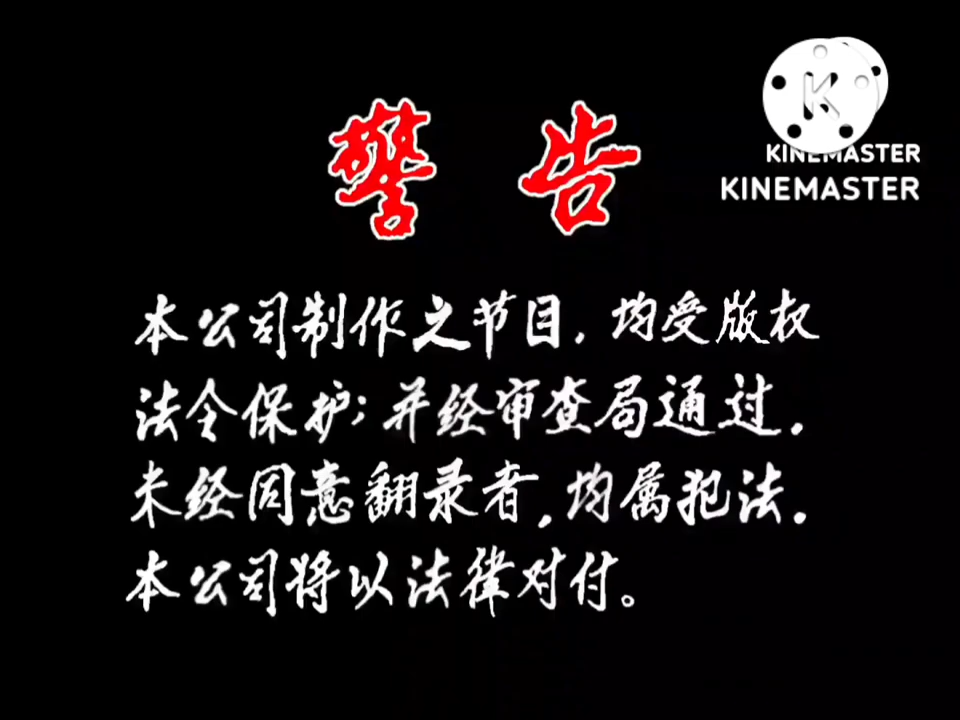 警告
KINEMASTER
KINEMASTER
本公司制作之节目，均受版权
法令保护；并经审查局通过。
未经同意翻录者，均属犯法。
本公司将以法律对付。